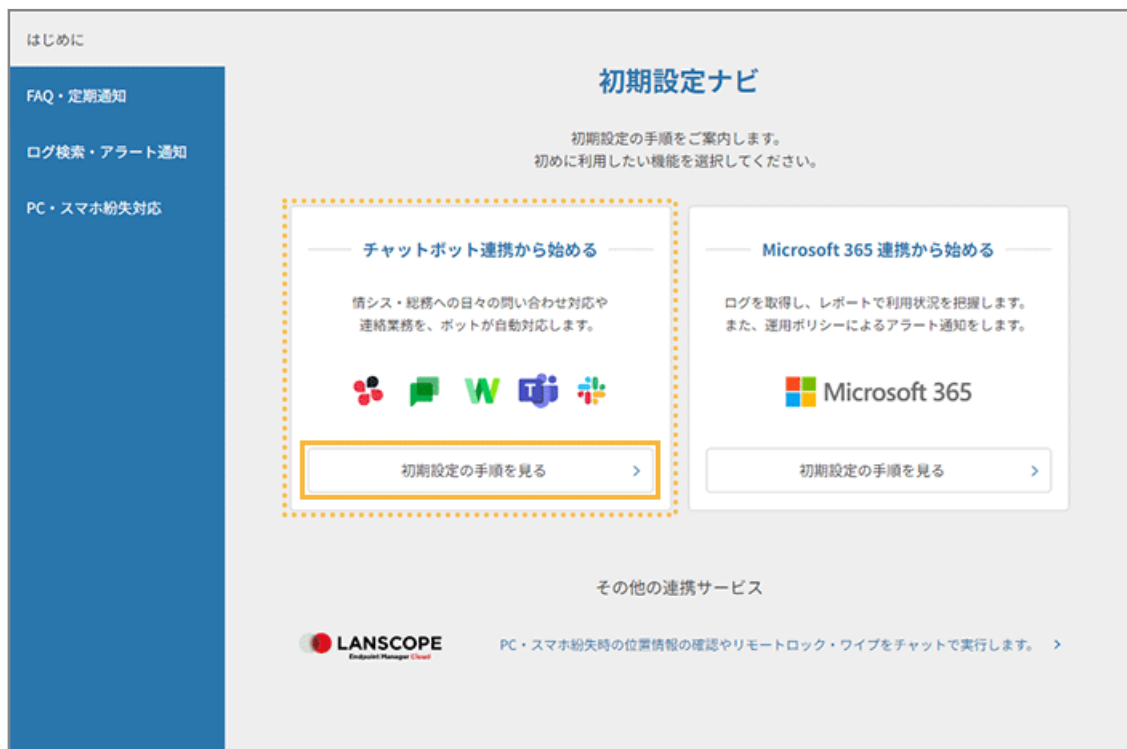 はじめに
FAQ・定期通知
ログ検索・アラート通知
PC・スマホ紛失対応
初期設定ナビ
初期設定の手順をご案内します。
初めに利用したい機能を選択してください。
チャットボット連携から始める
情シス・総務への日々の問い合わせ対応や
連絡業務を、ボットが自動対応します。
初期設定の手順を見る
Microsoft 365 連携から始める
ログを取得し、レポートで利用状況を把握します。
また、運用ポリシーによるアラート通知をします。
Microsoft 365
初期設定の手順を見る
その他の連携サービス
LANSCOPE
Endpoint Manager Cloud
PC・スマホ紛失時の位置情報の確認やリモートロック・ワイプをチャットで実行します。